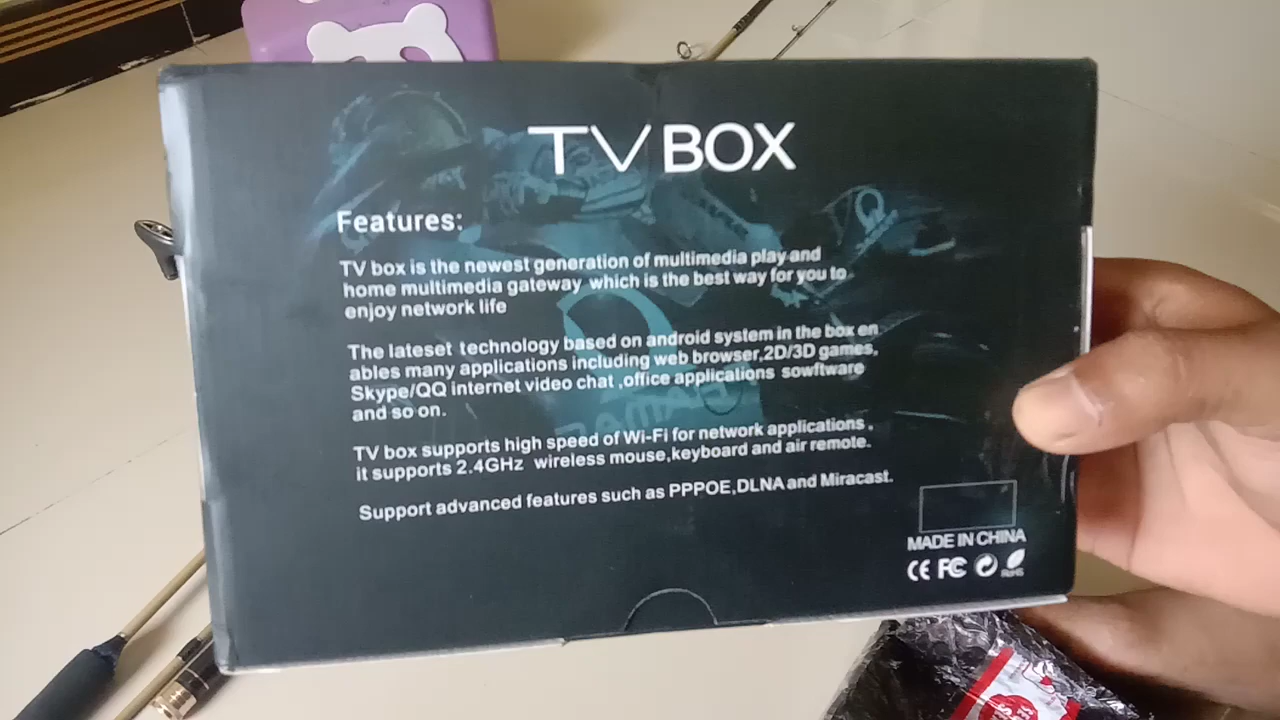 TV BOX
Features:
TV box is the newest generation of multimedia play and
home multimedia gateway which is the best way for you to
enjoy network life
The lateset technology based on android system in the box en
ables many applications including web browser,2D/3D games,
Skype/QQ internet video chat ,office applications sowftware
and so on.
TV box supports high speed of Wi-Fi for network applications ,
it supports 2.4GHz wireless mouse,keyboard and air remote.
Support advanced features such as PPPOE,DLNA and Miracast.
MADE IN CHINA
CE FC RoHS